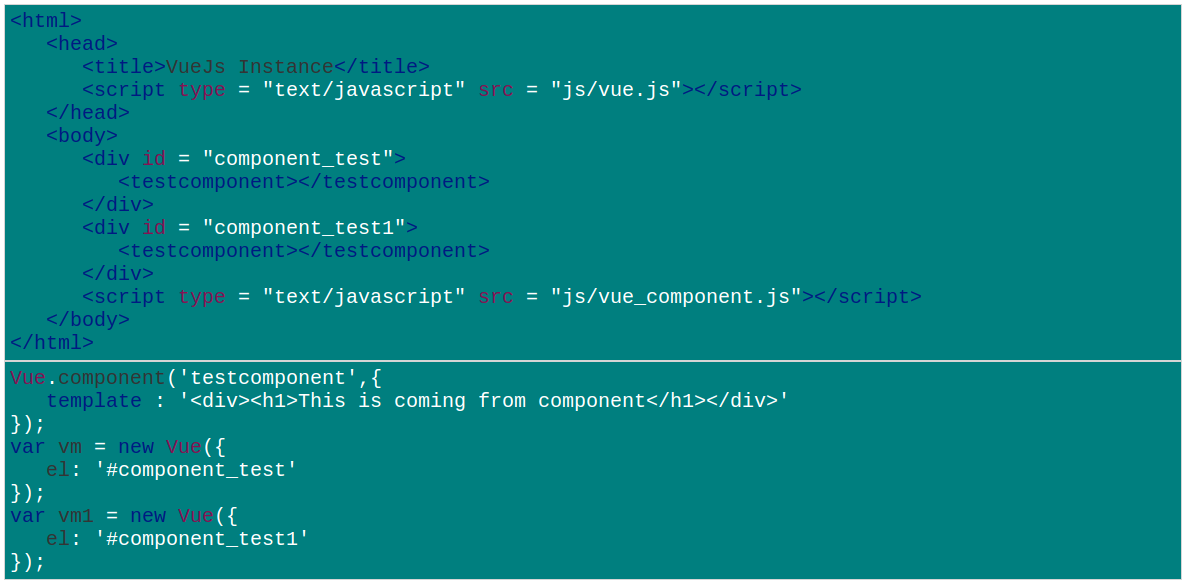 <html>
   <head>
      <title>VueJs Instance</title>
      <script type = "text/javascript" src = "js/vue.js"></script>
   </head>
   <body>
      <div id = "component_test">
         <testcomponent></testcomponent>
      </div>
      <div id = "component_test1">
         <testcomponent></testcomponent>
      </div>
      <script type = "text/javascript" src = "js/vue_component.js"></script>
   </body>
</html>
Vue.component('testcomponent',{
   template : '<div><h1>This is coming from component</h1></div>'
});
var vm = new Vue({
   el: '#component_test'
});
var vm1 = new Vue({
   el: '#component_test1'
});